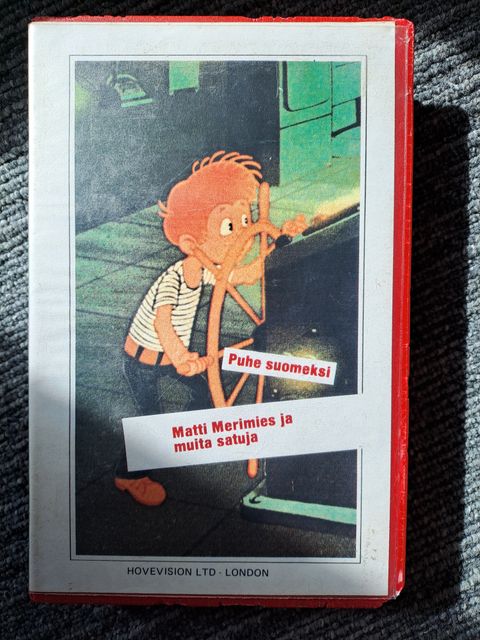 Puhe suomeksi
Matti Merimies ja
muita satuja
HOVEVISION LTD - LONDON